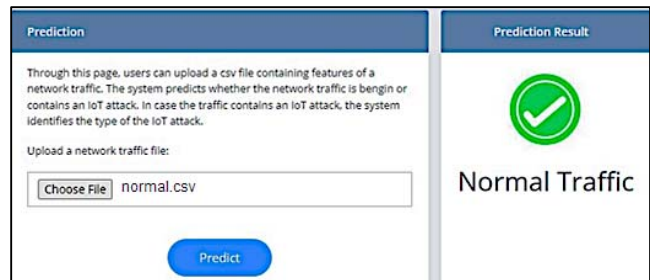 Prediction
Through this page, users can upload a csv file containing features of a
network traffic. The system predicts whether the network traffic is bengin or
contains an IoT attack. In case the traffic contains an IoT attack, the system
identifies the type of the IoT attack.
Upload a network traffic file:
Choose File normal.csv
Predict
Prediction Result
Normal Traffic